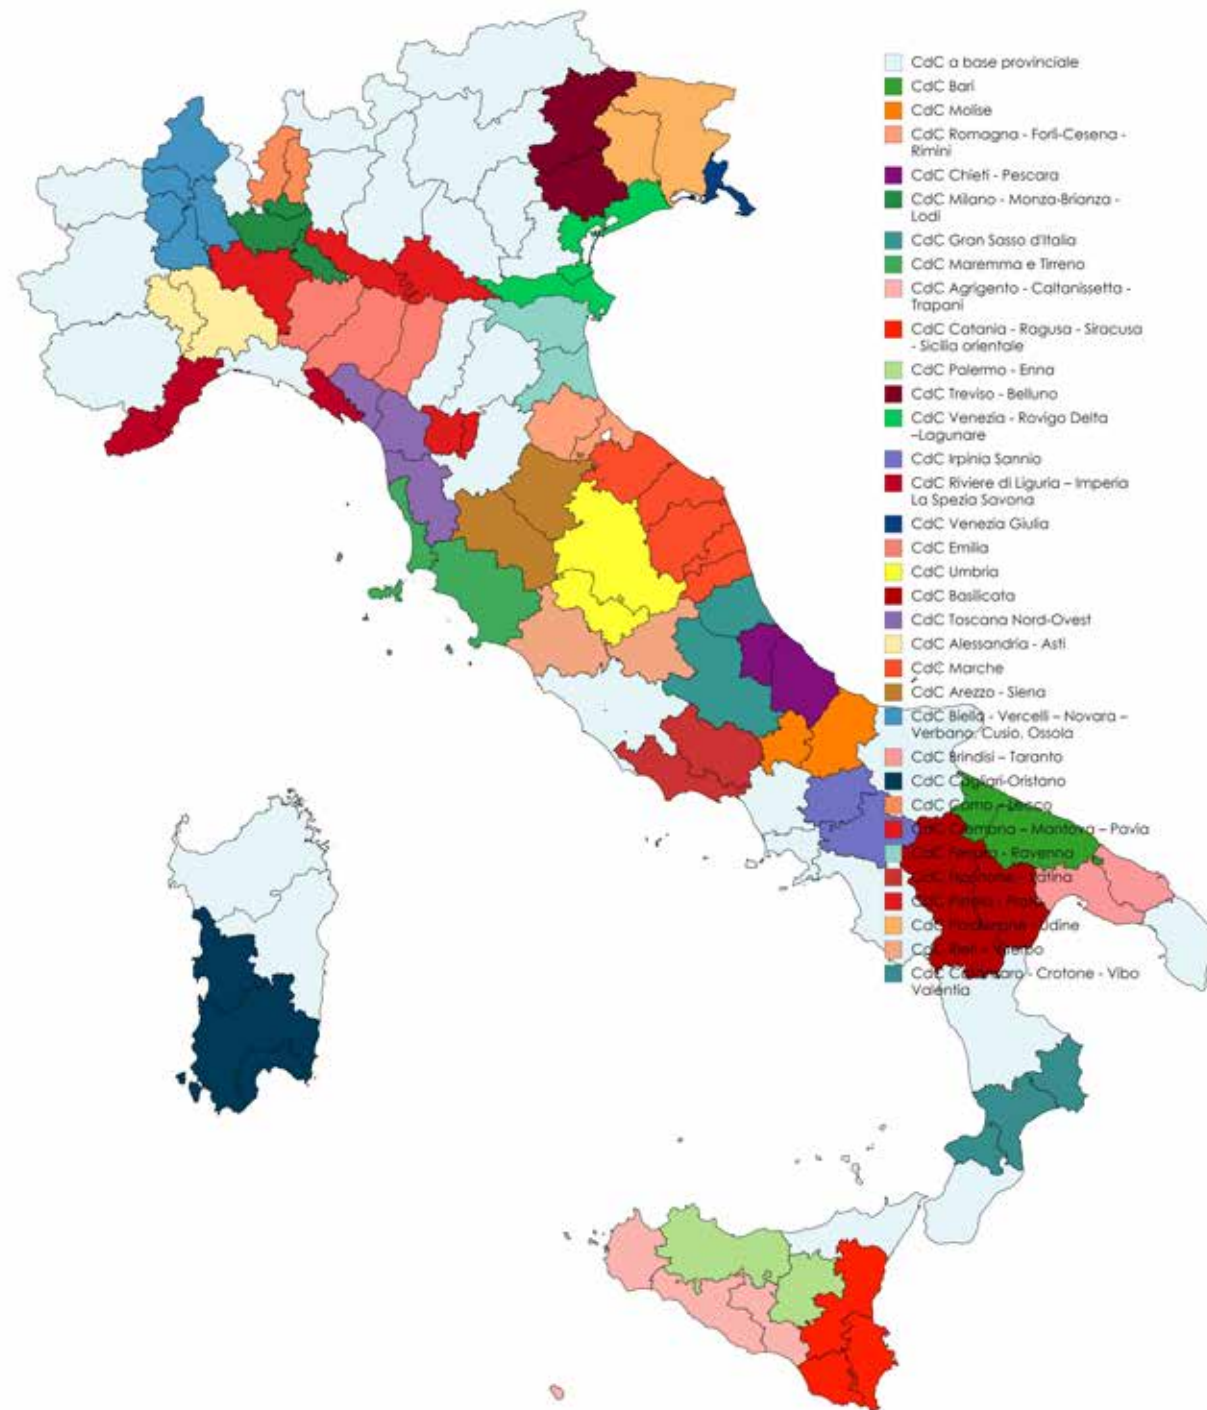 CdC a base provinciale
CdC Bari
CdC Molise
CdC Romagna - Forlì-Cesena -
Rimini
CdC Chieti - Pescara
CdC Milano - Monza-Brianza -
Lodi
CdC Gran Sasso d'Italia
CdC Maremma e Tirreno
CdC Agrigento - Caltanissetta -
Trapani
CdC Catania - Ragusa - Siracusa
- Sicilia orientale
CdC Palermo - Enna
CdC Treviso - Belluno
CdC Venezia - Rovigo Delta
–Lagunare
CdC Irpinia Sannio
CdC Riviere di Liguria – Imperia
La Spezia Savona
CdC Venezia Giulia
CdC Emilia
CdC Umbria
CdC Basilicata
CdC Toscana Nord-Ovest
CdC Alessandria - Asti
CdC Marche
CdC Arezzo - Siena
CdC Biella - Vercelli – Novara –
Verbano, Cusio, Ossola
CdC Brindisi – Taranto
CdC Cagliari-Oristano
CdC Como – Lecco
CdC Cremona – Mantova – Pavia
CdC Ferrara - Ravenna
CdC Frosinone - Latina
CdC Pistoia - Prato
CdC Pordenone - Udine
CdC Rieti - Viterbo
CdC Catanzaro - Crotone - Vibo
Valentia